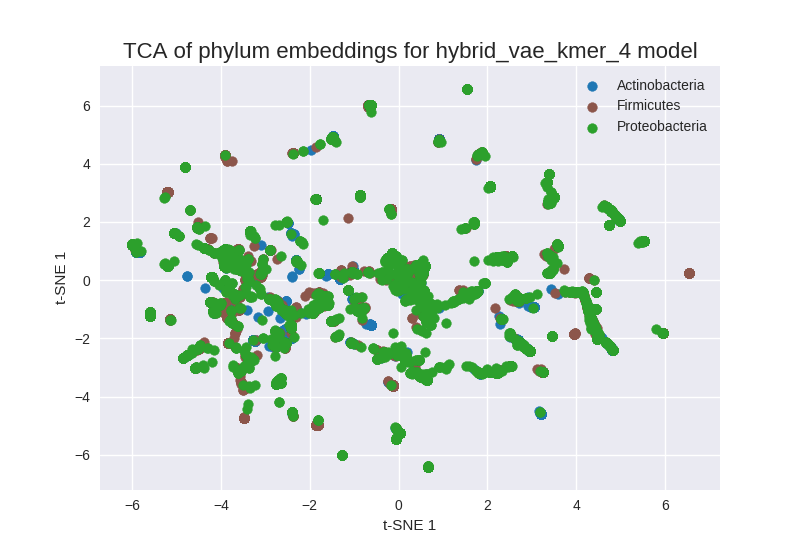 TCA of phylum embeddings for hybrid_vae_kmer_4 model
Actinobacteria
Firmicutes
Proteobacteria
6
4
2
0
−2
−4
−6
t-SNE 1
−6
−4
−2
0
2
4
6
t-SNE 1